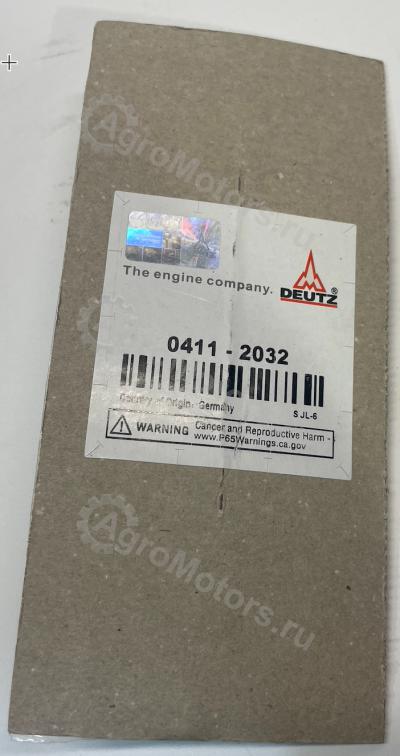 AgroMotors.ru
The engine company.
DEUTZ®
0411 - 2032
Country of Origin: Germany
SJL-6
WARNING Cancer and Reproductive Harm -
www.P65Warnings.ca.gov
AgroMotors.ru